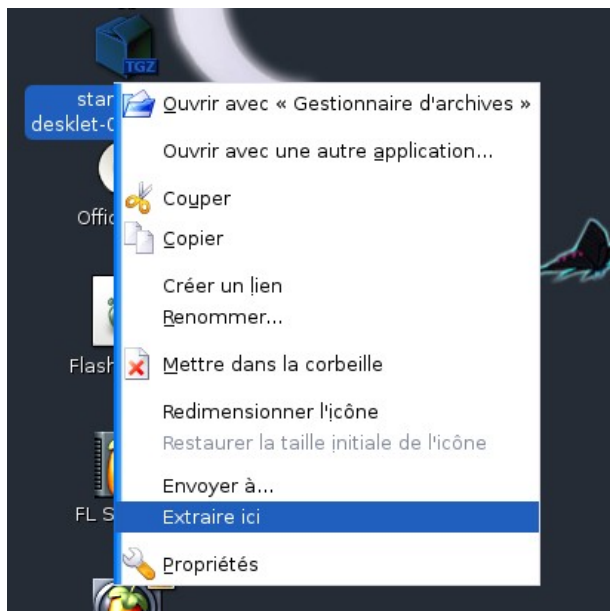 TGZ
star
desklet-0
Ouvrir avec « Gestionnaire d'archives »
Ouvrir avec une autre application...
Couper
Offic
Copier
Créer un lien
Renommer...
Flash
Mettre dans la corbeille
Redimensionner l'icône
Restaurer la taille initiale de l'icône
Envoyer à...
FL S
Extraire ici
Propriétés